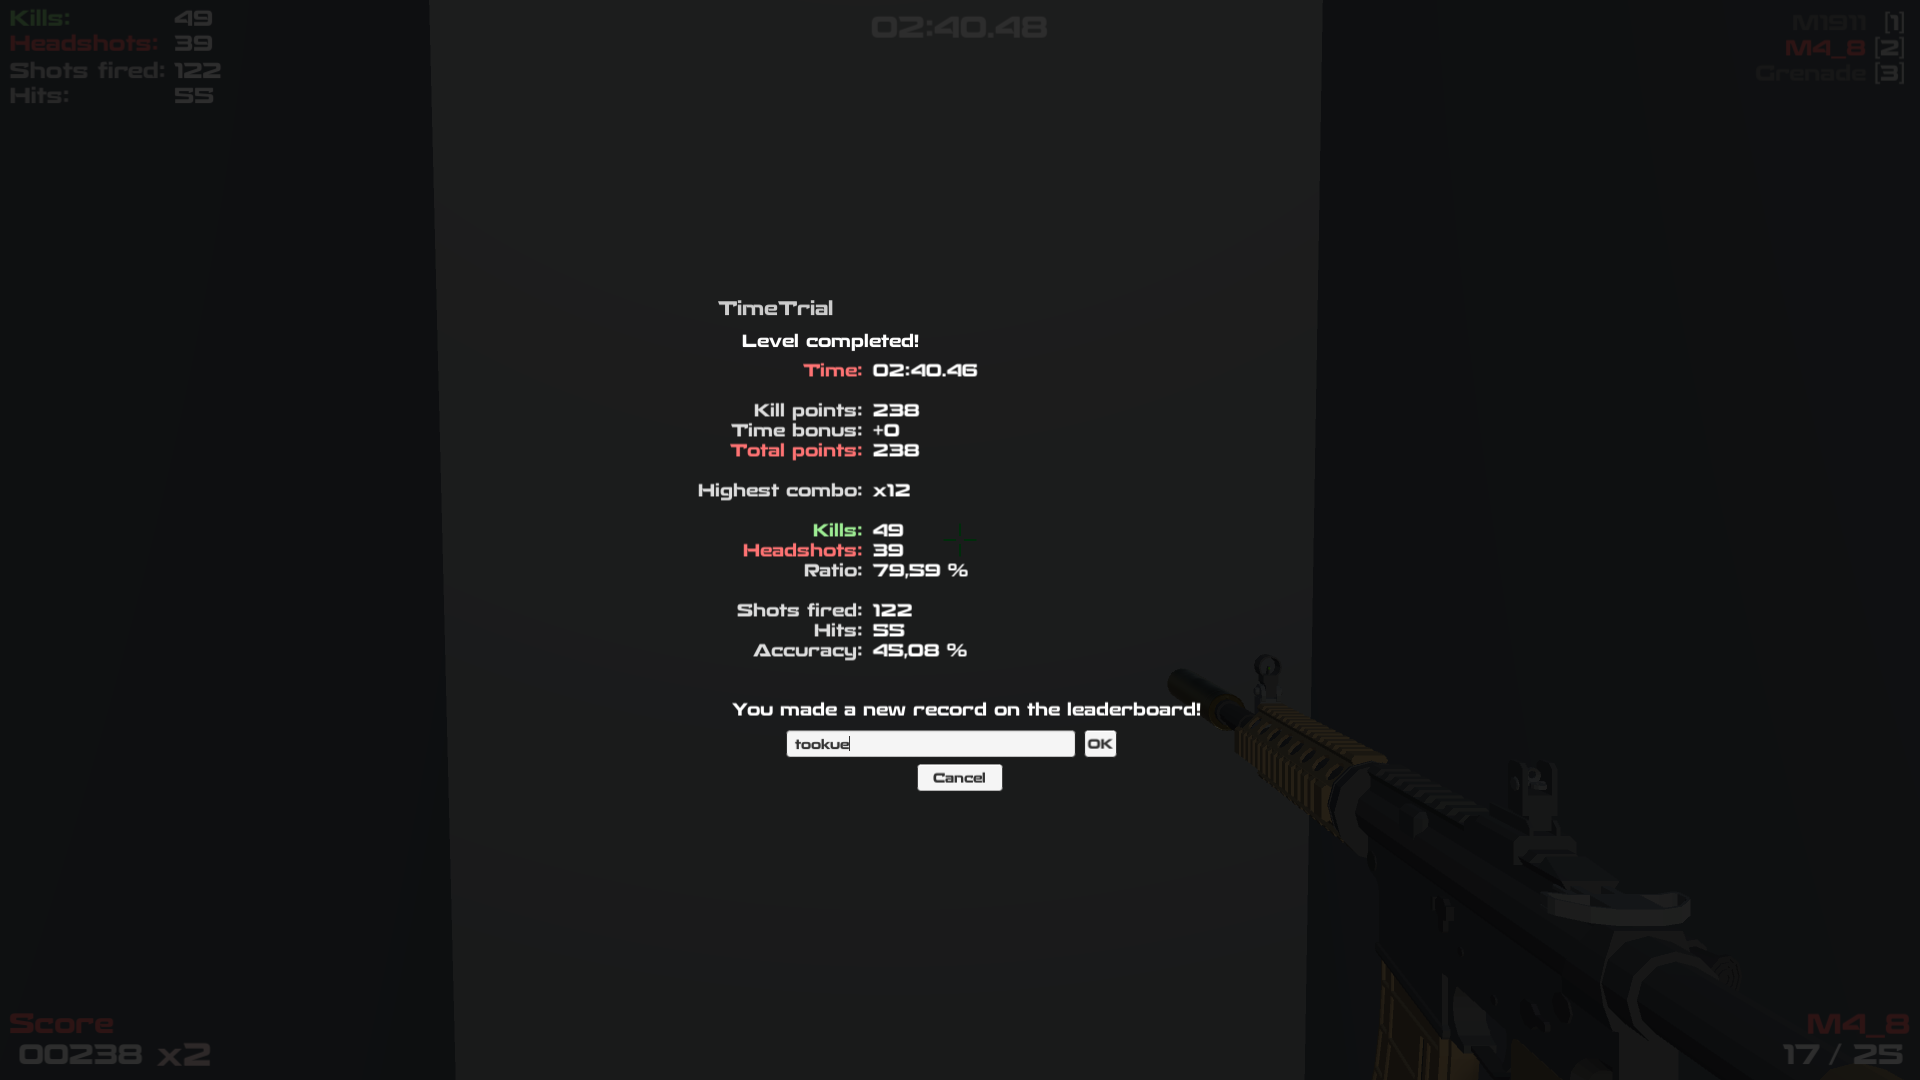 Kills: 49
Headshots: 39
Shots fired: 122
Hits: 55
02:40.48
M1911 [1]
M4_8 [2]
Grenade [3]
TimeTrial
Level completed!
Time: 02:40.46
Kill points: 238
Time bonus: +0
Total points: 238
Highest combo: x12
Kills: 49
Headshots: 39
Ratio: 79,59 %
Shots fired: 122
Hits: 55
Accuracy: 45,08 %
You made a new record on the leaderboard!
tookue OK
Cancel
Score
00238 x2
M4_8
17 / 25